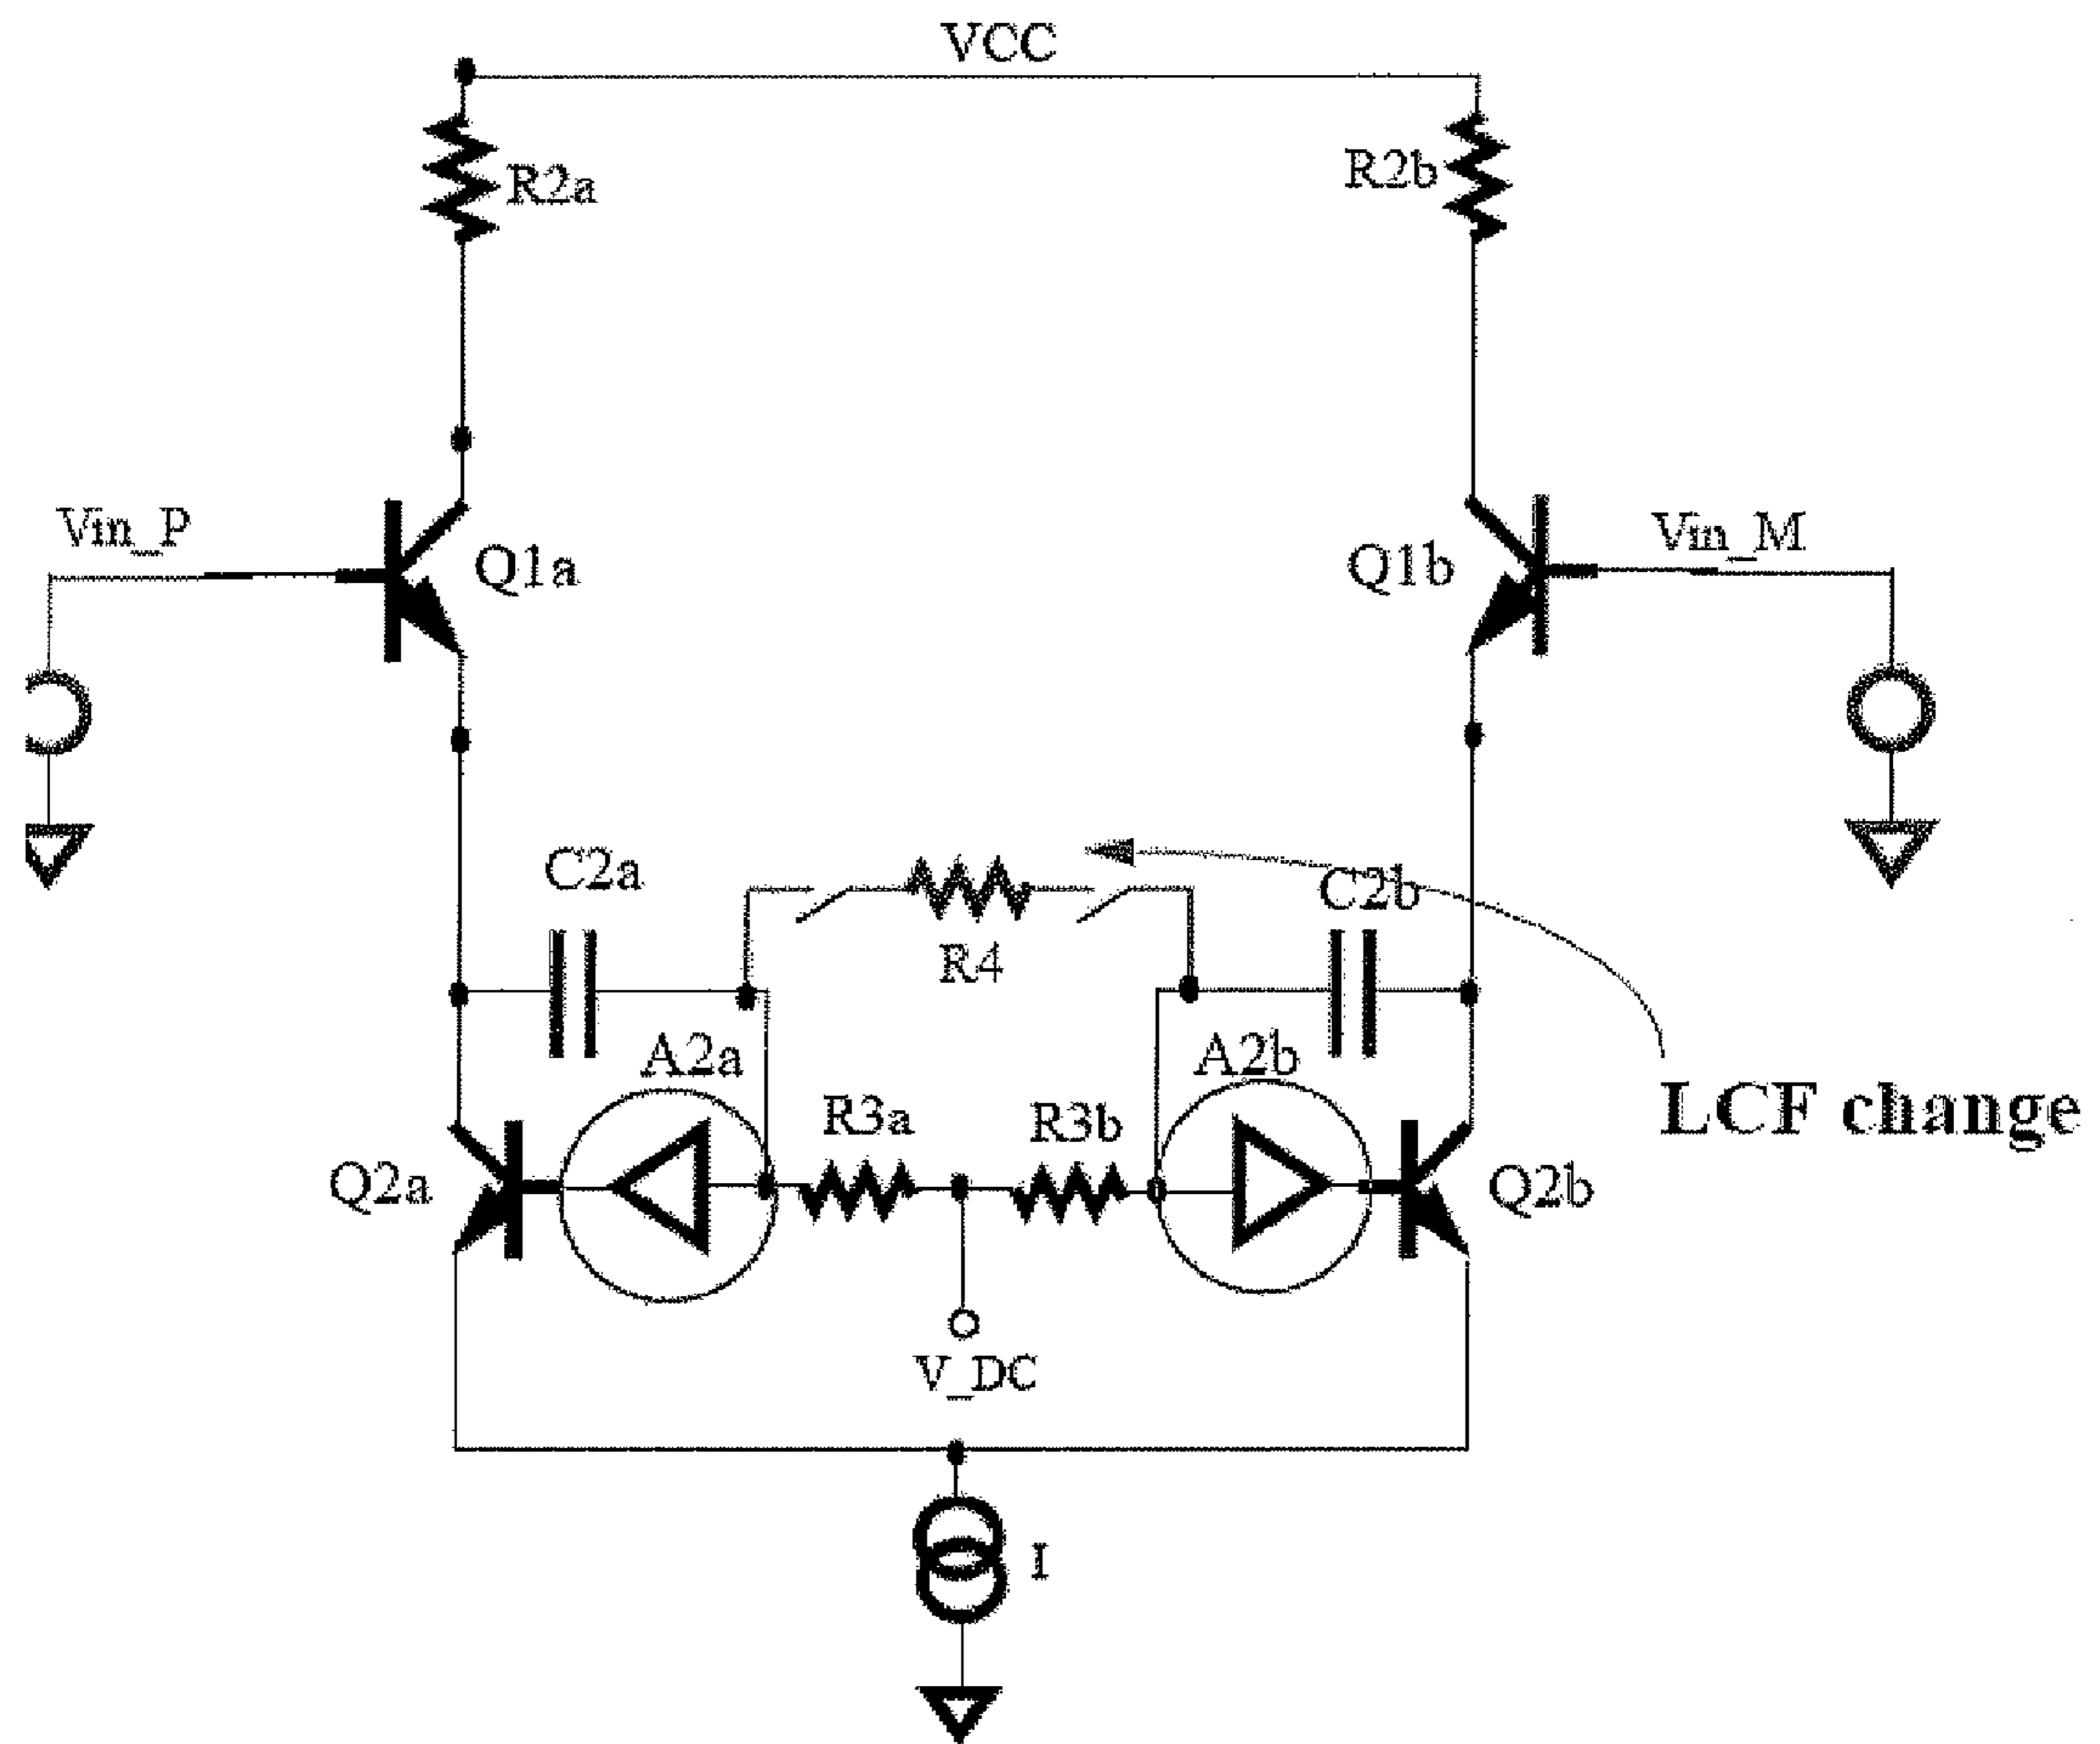 VCC
R2a
R2b
Vin_P
Q1a
Q1b
Vin_M
C2a
C2b
R4
A2a
A2b
LCF change
R3a
R3b
Q2a
Q2b
V_DC
I